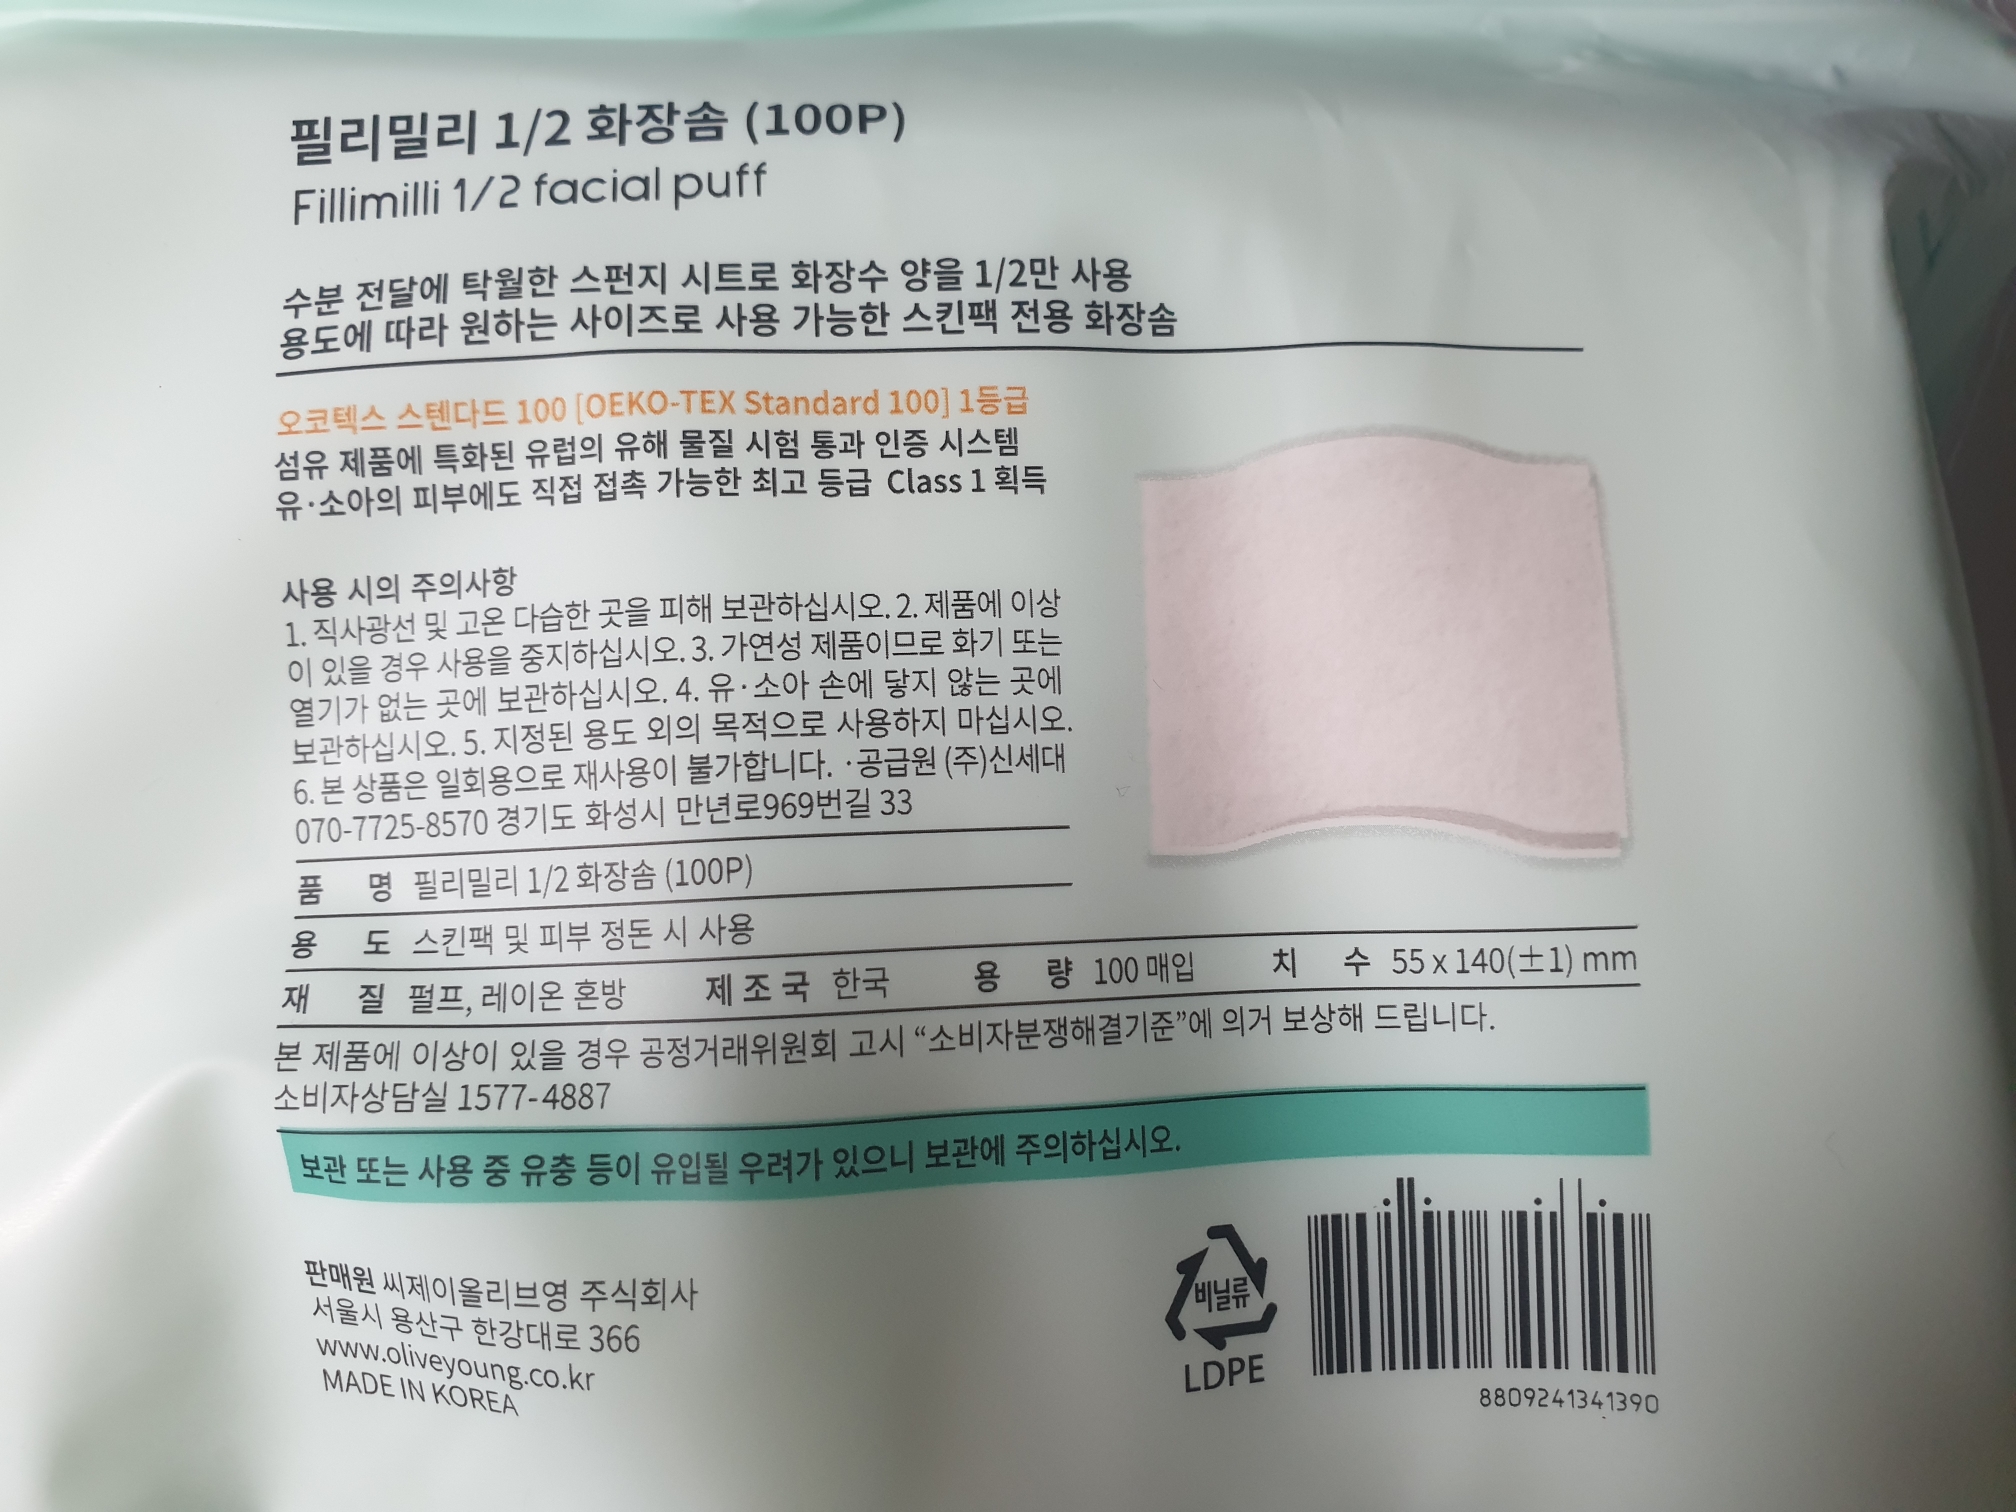 필리밀리 1/2 화장솜 (100P)
Fillimilli 1/2 facial puff
수분 전달에 탁월한 스펀지 시트로 화장수 양을 1/2만 사용
용도에 따라 원하는 사이즈로 사용 가능한 스킨팩 전용 화장솜
오코텍스 스텐다드 100 [OEKO-TEX Standard 100] 1등급
섬유 제품에 특화된 유럽의 유해 물질 시험 통과 인증 시스템
유·소아의 피부에도 직접 접촉 가능한 최고 등급 Class 1 획득
사용 시의 주의사항
1. 직사광선 및 고온 다습한 곳을 피해 보관하십시오. 2. 제품에 이상
이 있을 경우 사용을 중지하십시오. 3. 가연성 제품이므로 화기 또는
열기가 없는 곳에 보관하십시오. 4. 유·소아 손에 닿지 않는 곳에
보관하십시오. 5. 지정된 용도 외의 목적으로 사용하지 마십시오.
6. 본 상품은 일회용으로 재사용이 불가합니다. ·공급원 (주)신세대
070-7725-8570 경기도 화성시 만년로969번길 33
품 명 필리밀리 1/2 화장솜 (100P)
용 도 스킨팩 및 피부 정돈 시 사용
재 질 펄프, 레이온 혼방 제조국 한국 용 량 100 매입 치 수 55 x 140(±1) mm
본 제품에 이상이 있을 경우 공정거래위원회 고시 “소비자분쟁해결기준”에 의거 보상해 드립니다.
소비자상담실 1577-4887
보관 또는 사용 중 유충 등이 유입될 우려가 있으니 보관에 주의하십시오.
판매원 씨제이올리브영 주식회사
서울시 용산구 한강대로 366
www.oliveyoung.co.kr
MADE IN KOREA
비닐류
LDPE
8809241341390